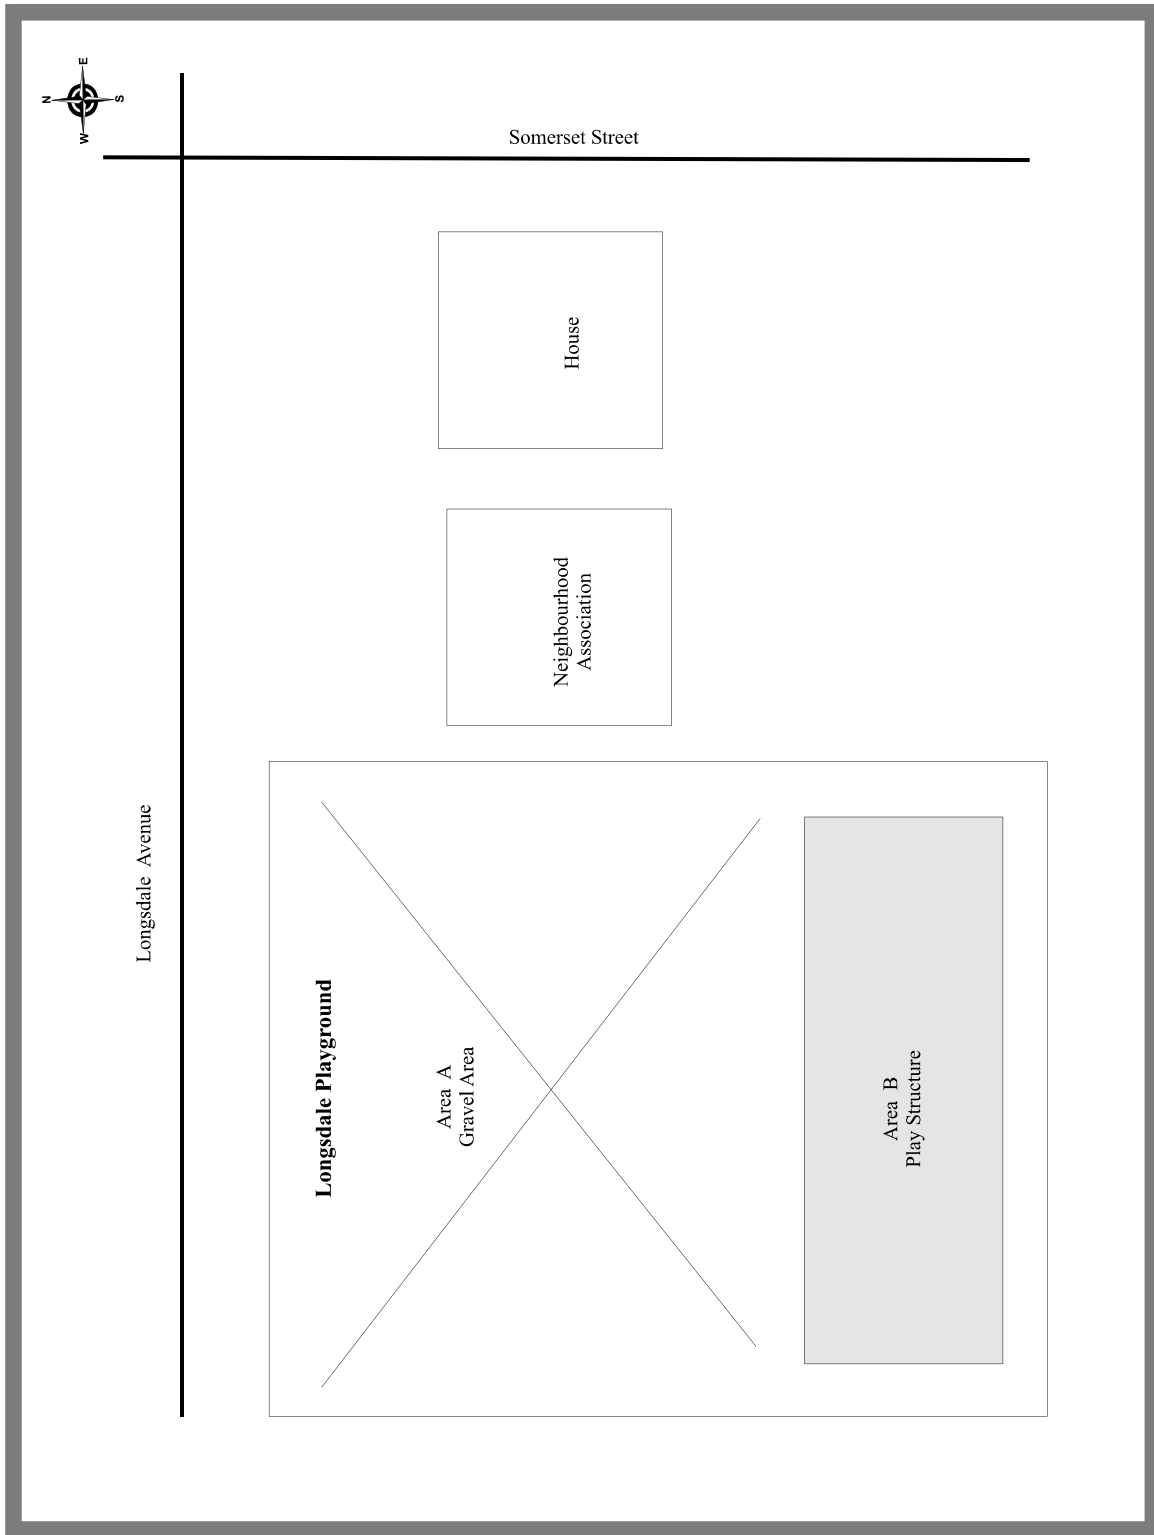 E
N
S
W
Somerset Street
House
Neighbourhood
Association
Longsdale Avenue
Longsdale Playground
Area A
Gravel Area
Area B
Play Structure